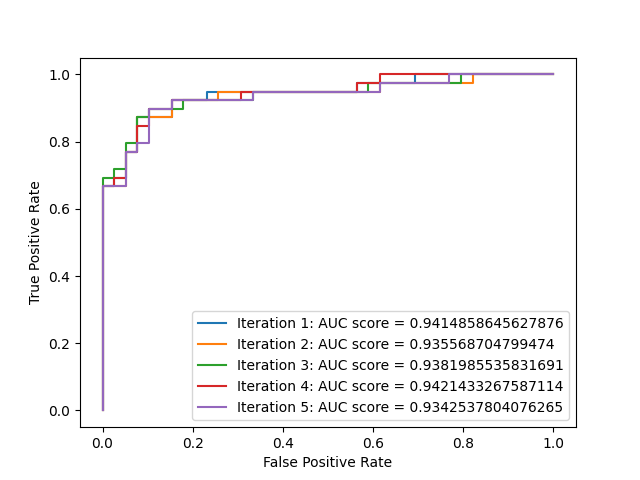 1.0
0.8
0.6
0.4
0.2
0.0
True Positive Rate
Iteration 1: AUC score = 0.9414858645627876
Iteration 2: AUC score = 0.935568704799474
Iteration 3: AUC score = 0.9381985535831691
Iteration 4: AUC score = 0.9421433267587114
Iteration 5: AUC score = 0.9342537804076265
0.0 0.2 0.4 0.6 0.8 1.0
False Positive Rate